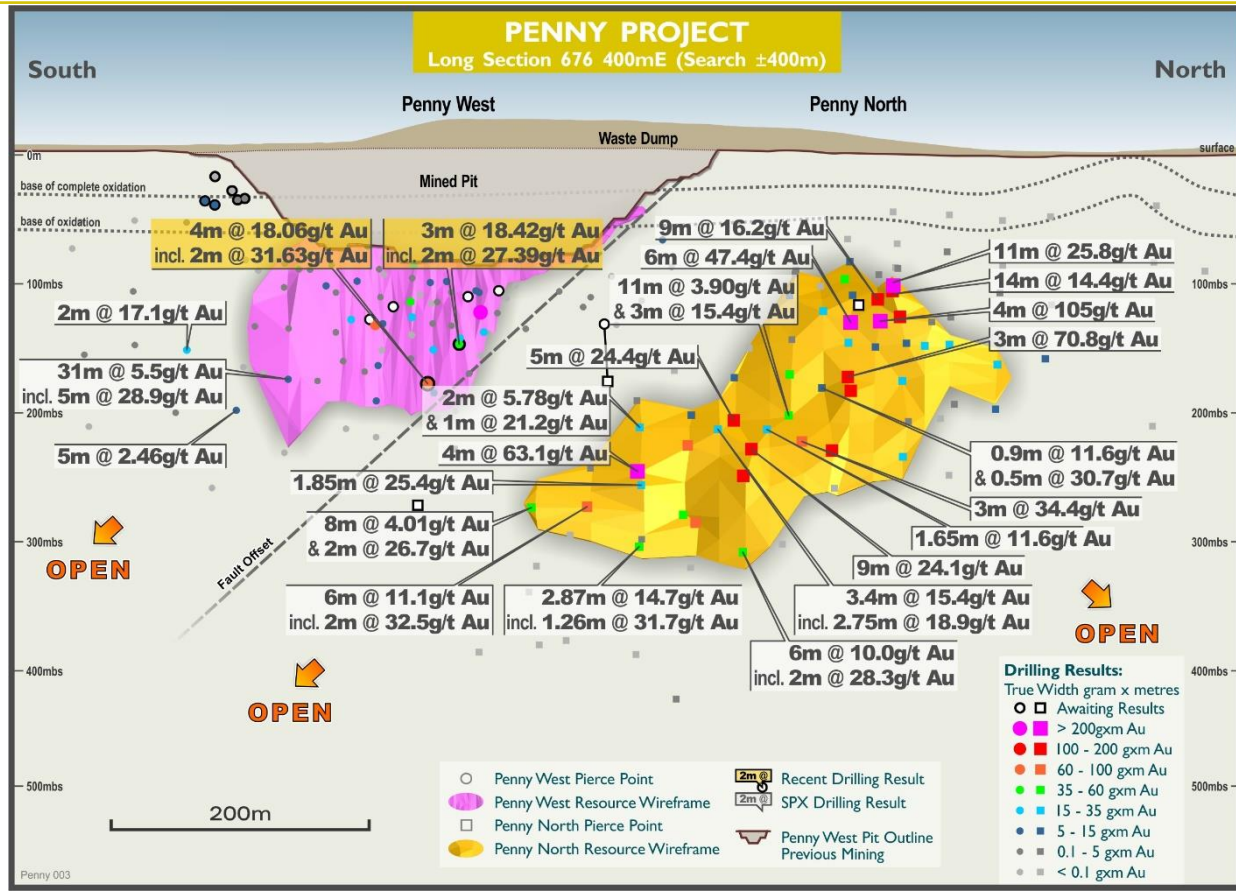 PENNY PROJECT
Long Section 676 400mE (Search ±400m)
South
North
Penny West
Penny North
Waste Dump
0m
surface
base of complete oxidation
Mined Pit
base of oxidation
4m @ 18.06g/t Au
incl. 2m @ 31.63g/t Au
3m @ 18.42g/t Au
incl. 2m @ 27.39g/t Au
9m @ 16.2g/t Au
6m @ 47.4g/t Au
11m @ 3.90g/t Au
& 3m @ 15.4g/t Au
11m @ 25.8g/t Au
14m @ 14.4g/t Au
4m @ 105g/t Au
3m @ 70.8g/t Au
100mbs
100mbs
2m @ 17.1g/t Au
31m @ 5.5g/t Au
incl. 5m @ 28.9g/t Au
5m @ 2.46g/t Au
5m @ 24.4g/t Au
2m @ 5.78g/t Au
& 1m @ 21.2g/t Au
4m @ 63.1g/t Au
1.85m @ 25.4g/t Au
8m @ 4.01g/t Au
& 2m @ 26.7g/t Au
200mbs
200mbs
0.9m @ 11.6g/t Au
& 0.5m @ 30.7g/t Au
3m @ 34.4g/t Au
1.65m @ 11.6g/t Au
9m @ 24.1g/t Au
300mbs
300mbs
OPEN
Fault Offset
6m @ 11.1g/t Au
incl. 2m @ 32.5g/t Au
2.87m @ 14.7g/t Au
incl. 1.26m @ 31.7g/t Au
3.4m @ 15.4g/t Au
incl. 2.75m @ 18.9g/t Au
6m @ 10.0g/t Au
incl. 2m @ 28.3g/t Au
OPEN
400mbs
400mbs
OPEN
500mbs
500mbs
200m
Penny West Pierce Point
Penny West Resource Wireframe
Penny North Pierce Point
Penny North Resource Wireframe
2m @
Recent Drilling Result
2m @
SPX Drilling Result
Penny West Pit Outline
Previous Mining
Drilling Results:
True Width gram x metres
Awaiting Results
> 200gxm Au
100 - 200 gxm Au
60 - 100 gxm Au
35 - 60 gxm Au
15 - 35 gxm Au
5 - 15 gxm Au
0.1 - 5 gxm Au
< 0.1 gxm Au
Penny 003